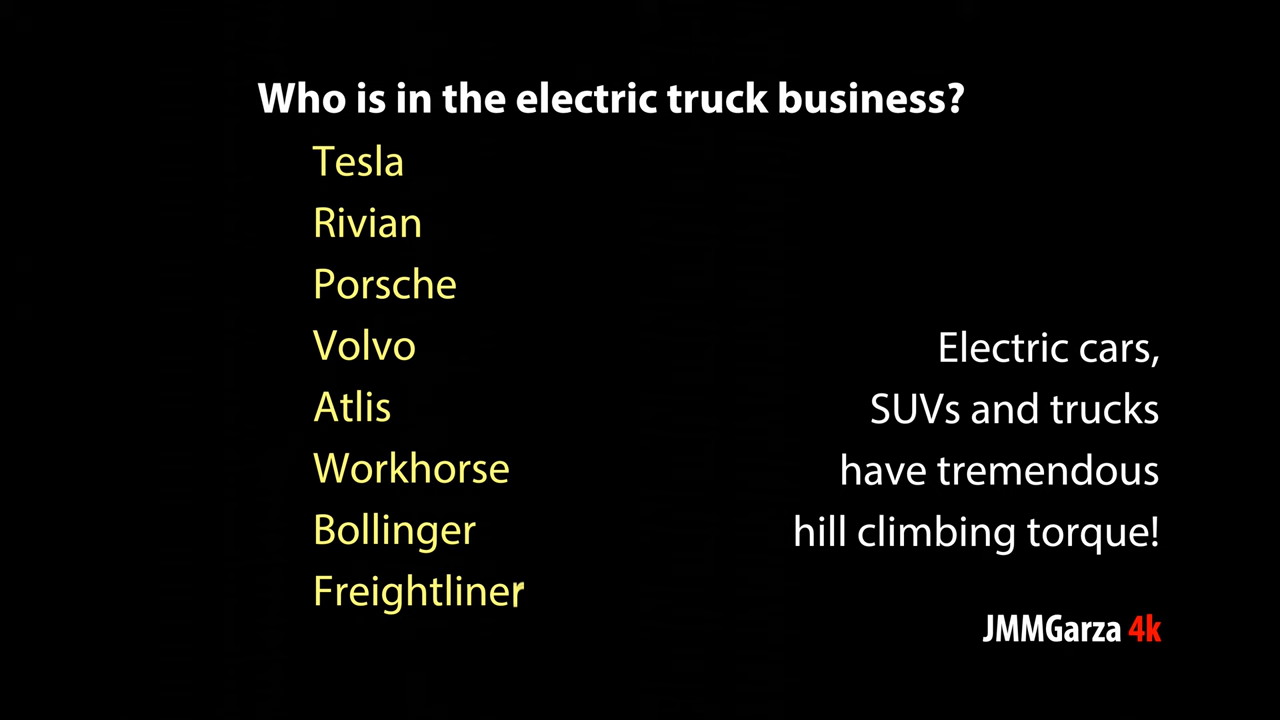 Who is in the electric truck business?
Tesla
Rivian
Porsche
Volvo
Atlis
Workhorse
Bollinger
Freightliner
Electric cars,
SUVs and trucks
have tremendous
hill climbing torque!
JMMGarza 4k